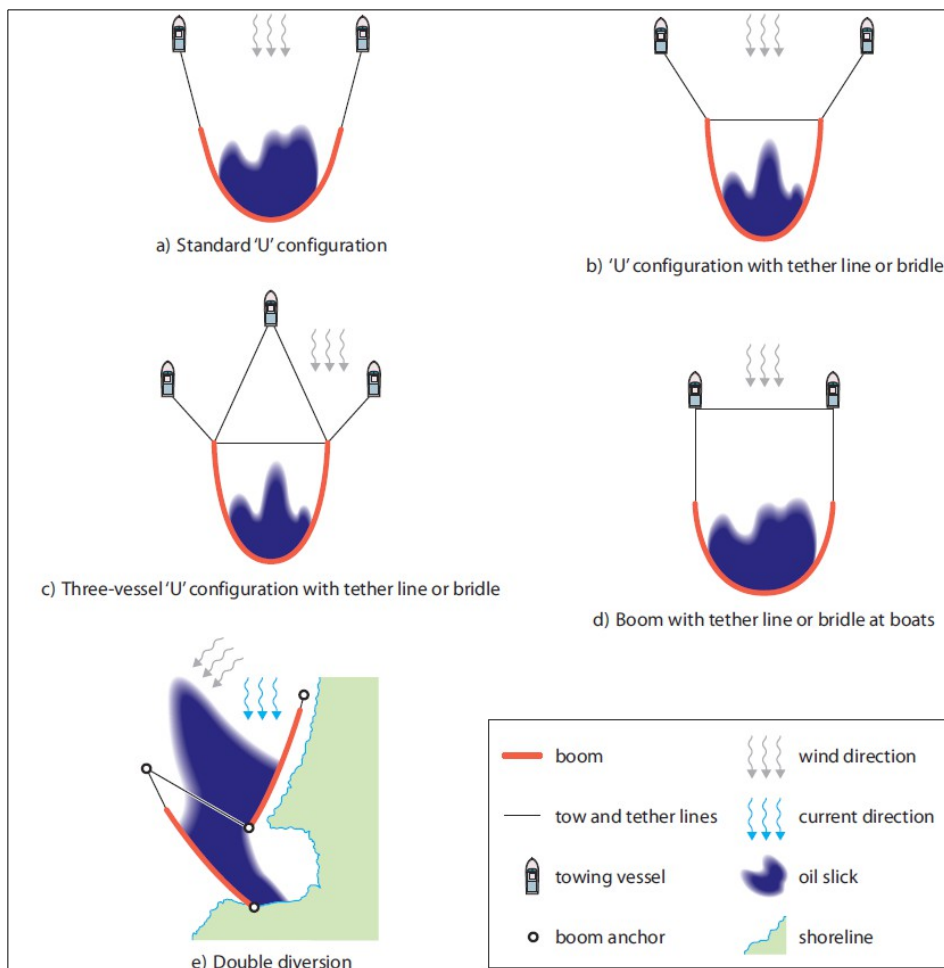 a) Standard ‘U’ configuration
b) ‘U’ configuration with tether line or bridle
c) Three-vessel ‘U’ configuration with tether line or bridle
d) Boom with tether line or bridle at boats
e) Double diversion
boom
wind direction
tow and tether lines
current direction
towing vessel
oil slick
boom anchor
shoreline